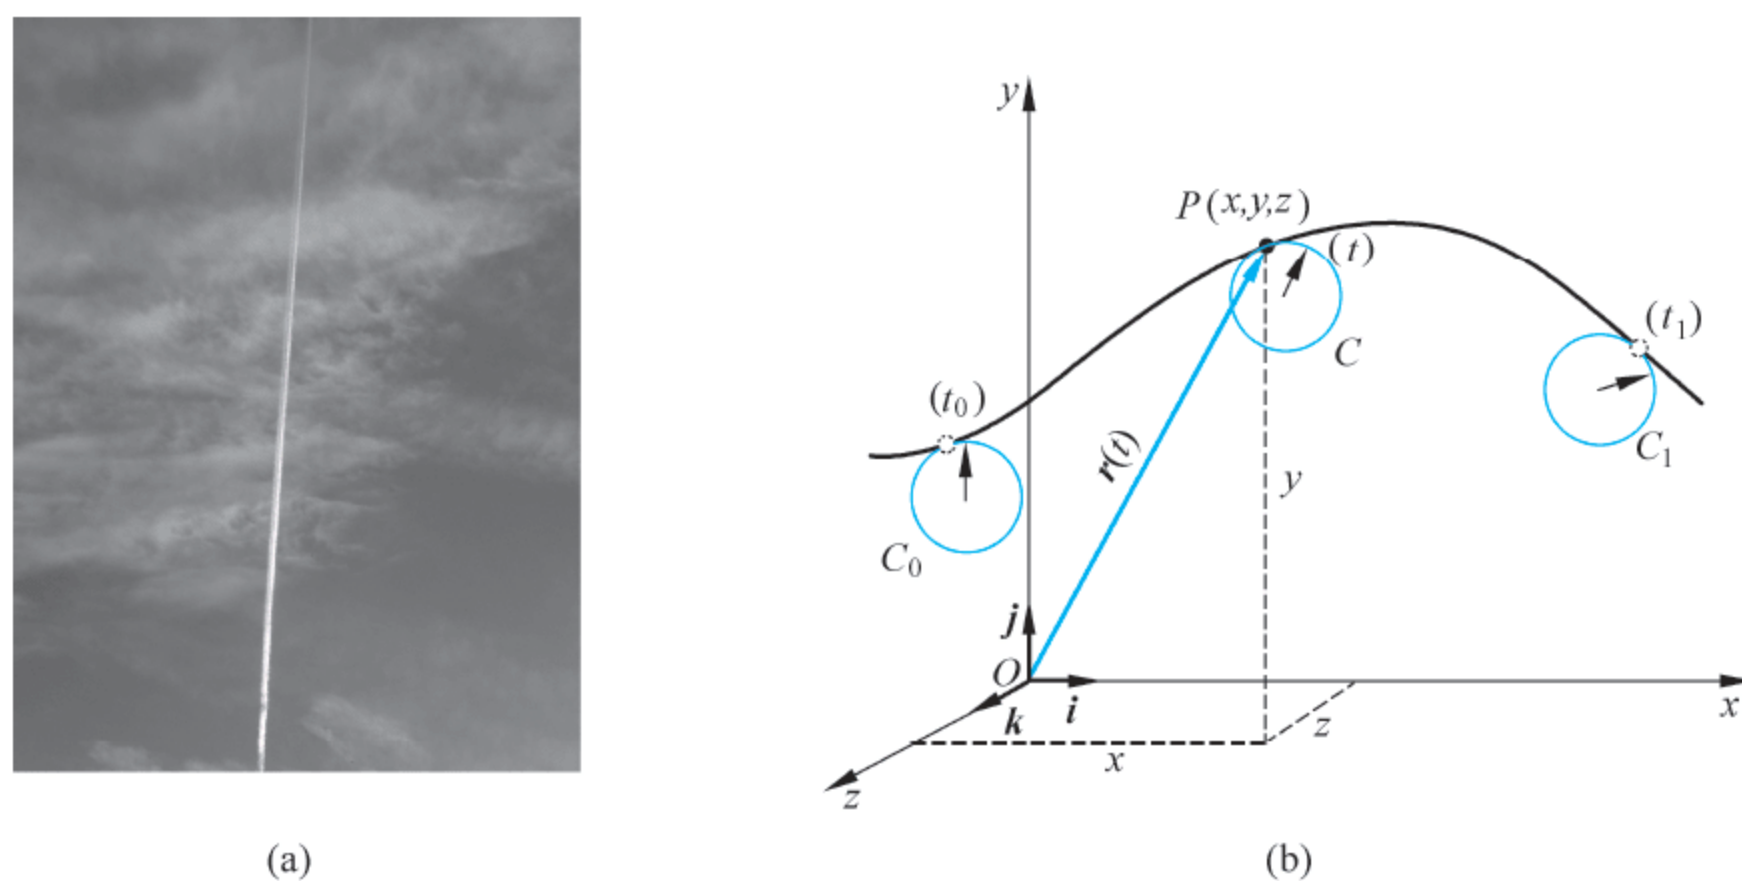 y
P(x,y,z)
(t)
(t₁)
C
(t₀)
C₁
r(t)
y
C₀
j
O
k
i
z
x
x
z
(a)
(b)